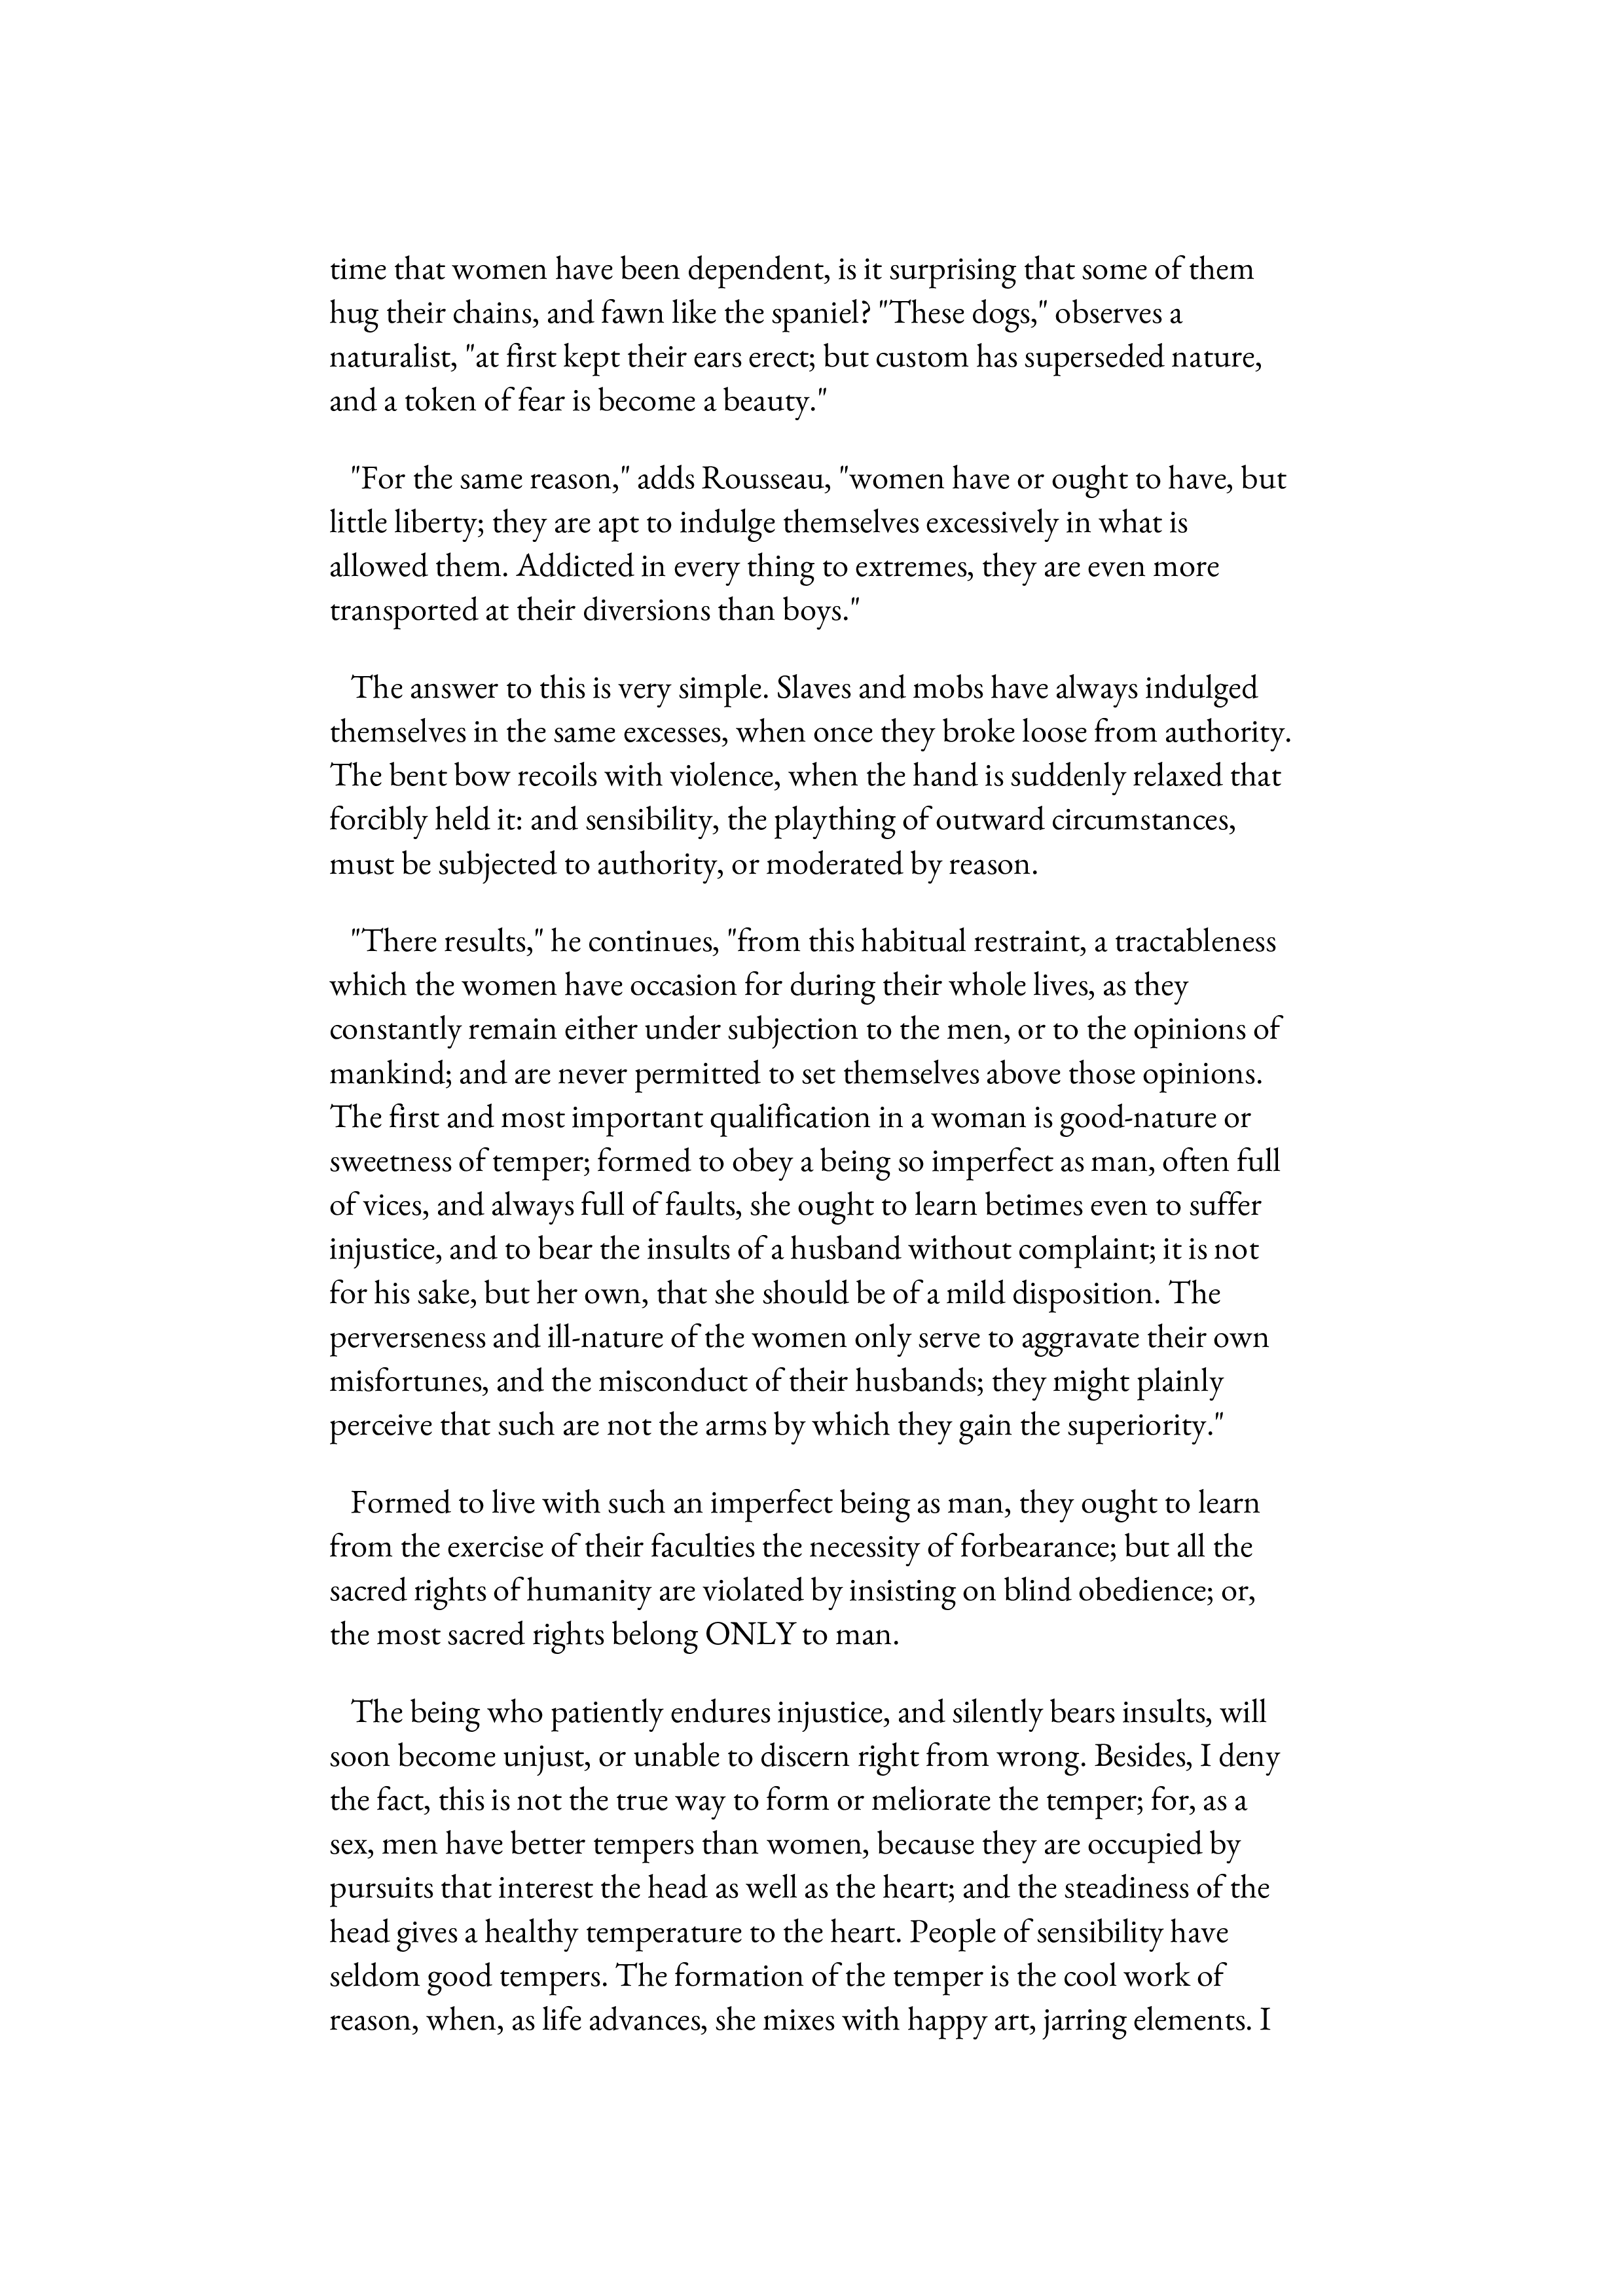 time that women have been dependent, is it surprising that some of them
hug their chains, and fawn like the spaniel? "These dogs," observes a
naturalist, "at first kept their ears erect; but custom has superseded nature,
and a token of fear is become a beauty."
"For the same reason," adds Rousseau, "women have or ought to have, but
little liberty; they are apt to indulge themselves excessively in what is
allowed them. Addicted in every thing to extremes, they are even more
transported at their diversions than boys."
The answer to this is very simple. Slaves and mobs have always indulged
themselves in the same excesses, when once they broke loose from authority.
The bent bow recoils with violence, when the hand is suddenly relaxed that
forcibly held it: and sensibility, the plaything of outward circumstances,
must be subjected to authority, or moderated by reason.
"There results," he continues, "from this habitual restraint, a tractableness
which the women have occasion for during their whole lives, as they
constantly remain either under subjection to the men, or to the opinions of
mankind; and are never permitted to set themselves above those opinions.
The first and most important qualification in a woman is good-nature or
sweetness of temper; formed to obey a being so imperfect as man, often full
of vices, and always full of faults, she ought to learn betimes even to suffer
injustice, and to bear the insults of a husband without complaint; it is not
for his sake, but her own, that she should be of a mild disposition. The
perverseness and ill-nature of the women only serve to aggravate their own
misfortunes, and the misconduct of their husbands; they might plainly
perceive that such are not the arms by which they gain the superiority."
Formed to live with such an imperfect being as man, they ought to learn
from the exercise of their faculties the necessity of forbearance; but all the
sacred rights of humanity are violated by insisting on blind obedience; or,
the most sacred rights belong ONLY to man.
The being who patiently endures injustice, and silently bears insults, will
soon become unjust, or unable to discern right from wrong. Besides, I deny
the fact, this is not the true way to form or meliorate the temper; for, as a
sex, men have better tempers than women, because they are occupied by
pursuits that interest the head as well as the heart; and the steadiness of the
head gives a healthy temperature to the heart. People of sensibility have
seldom good tempers. The formation of the temper is the cool work of
reason, when, as life advances, she mixes with happy art, jarring elements. I